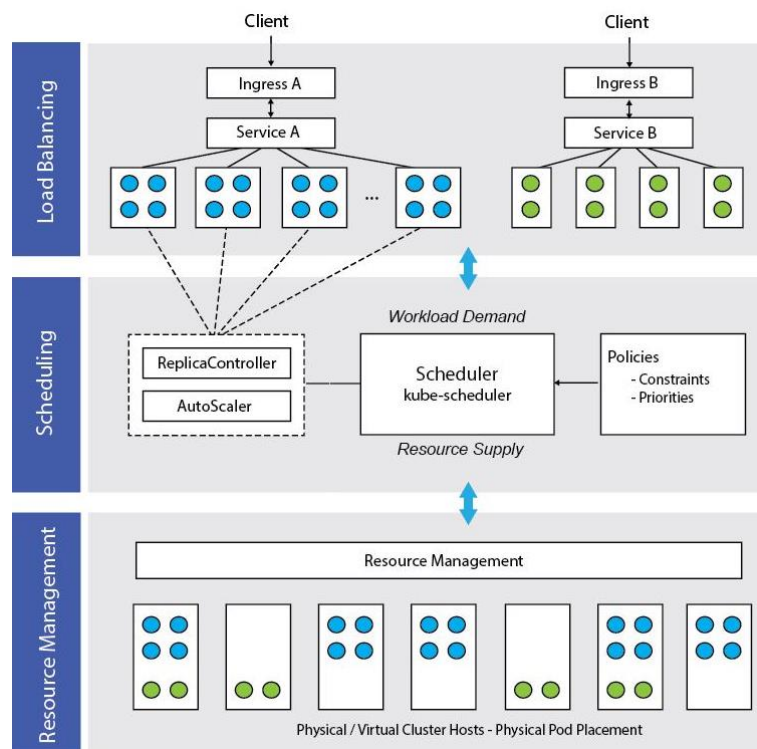 Client
Client
Load Balancing
Ingress A
Ingress B
Service A
Service B
...
Scheduling
Workload Demand
ReplicaController
AutoScaler
Scheduler
kube-scheduler
Policies
- Constraints
- Priorities
Resource Supply
Resource Management
Resource Management
Physical / Virtual Cluster Hosts - Physical Pod Placement